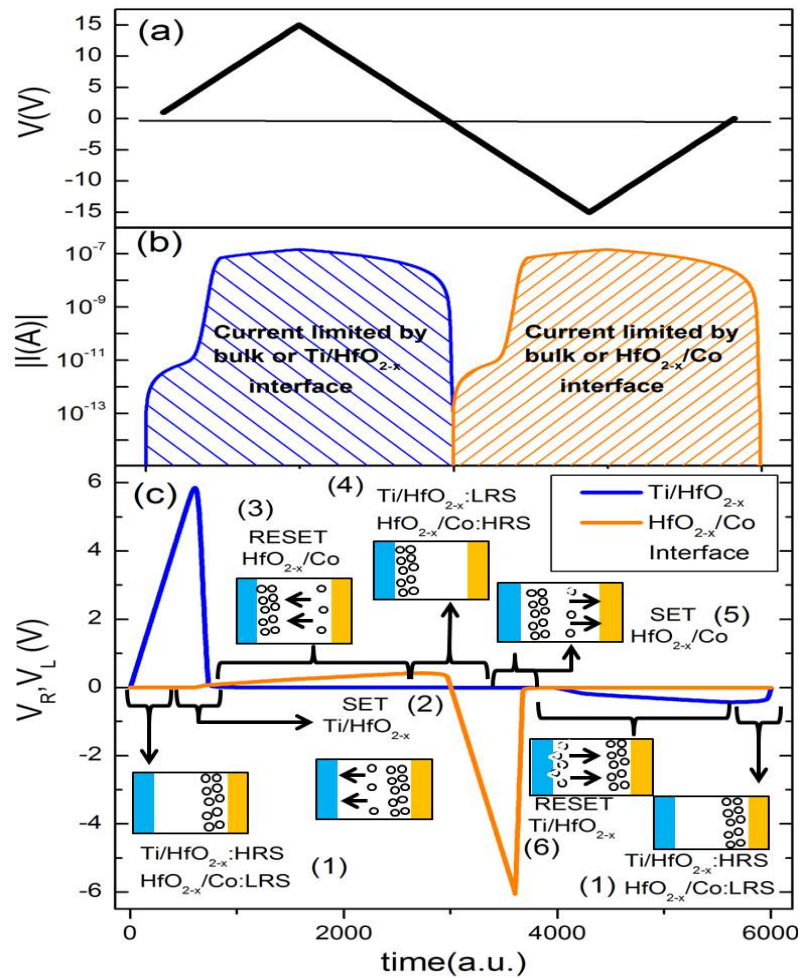 (a)
15
10
5
0
-5
-10
-15
V(V)
(b)
10⁻⁷
10⁻⁹
10⁻¹¹
10⁻¹³
||I(A)|
Current limited by
bulk or Ti/HfO₂₋ₓ
interface
Current limited by
bulk or HfO₂₋ₓ/Co
interface
(c)
6
4
2
0
-2
-4
-6
V_R, V_L (V)
Ti/HfO₂₋ₓ
HfO₂₋ₓ/Co
Interface
(3)
RESET
HfO₂₋ₓ/Co
(4)
Ti/HfO₂₋ₓ:LRS
HfO₂₋ₓ/Co:HRS
SET
HfO₂₋ₓ/Co
(5)
SET
Ti/HfO₂₋ₓ
(2)
Ti/HfO₂₋ₓ:HRS
HfO₂₋ₓ/Co:LRS
(1)
RESET
Ti/HfO₂₋ₓ
(6)
(1)
Ti/HfO₂₋ₓ:HRS
HfO₂₋ₓ/Co:LRS
0
2000
4000
6000
time(a.u.)